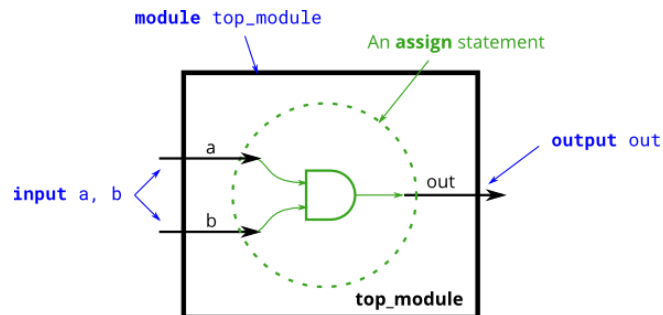 module top_module
An assign statement
a
output out
input a, b
out
b
top_module